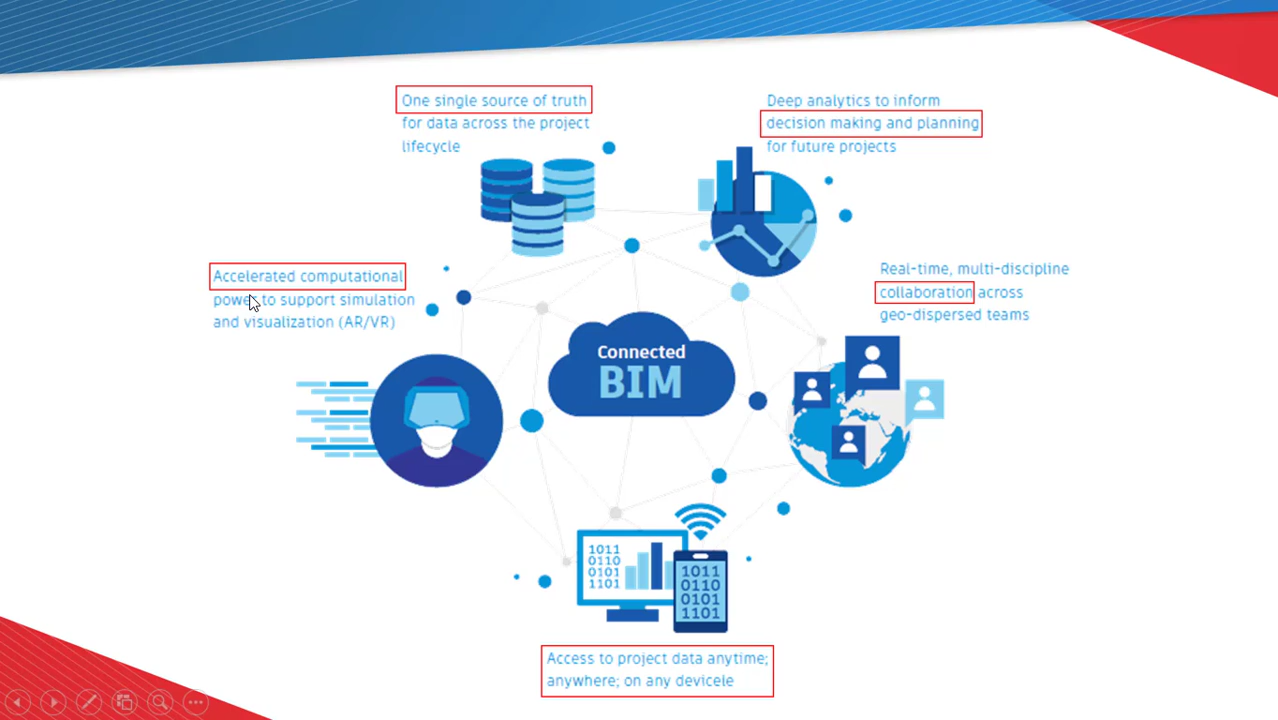 One single source of truth
for data across the project
lifecycle
Deep analytics to inform
decision making and planning
for future projects
Accelerated computational
power to support simulation
and visualization (AR/VR)
Real-time, multi-discipline
collaboration across
geo-dispersed teams
Connected
BIM
1011
0110
0101
1101
1011
0110
0101
1101
Access to project data anytime;
anywhere; on any devicele